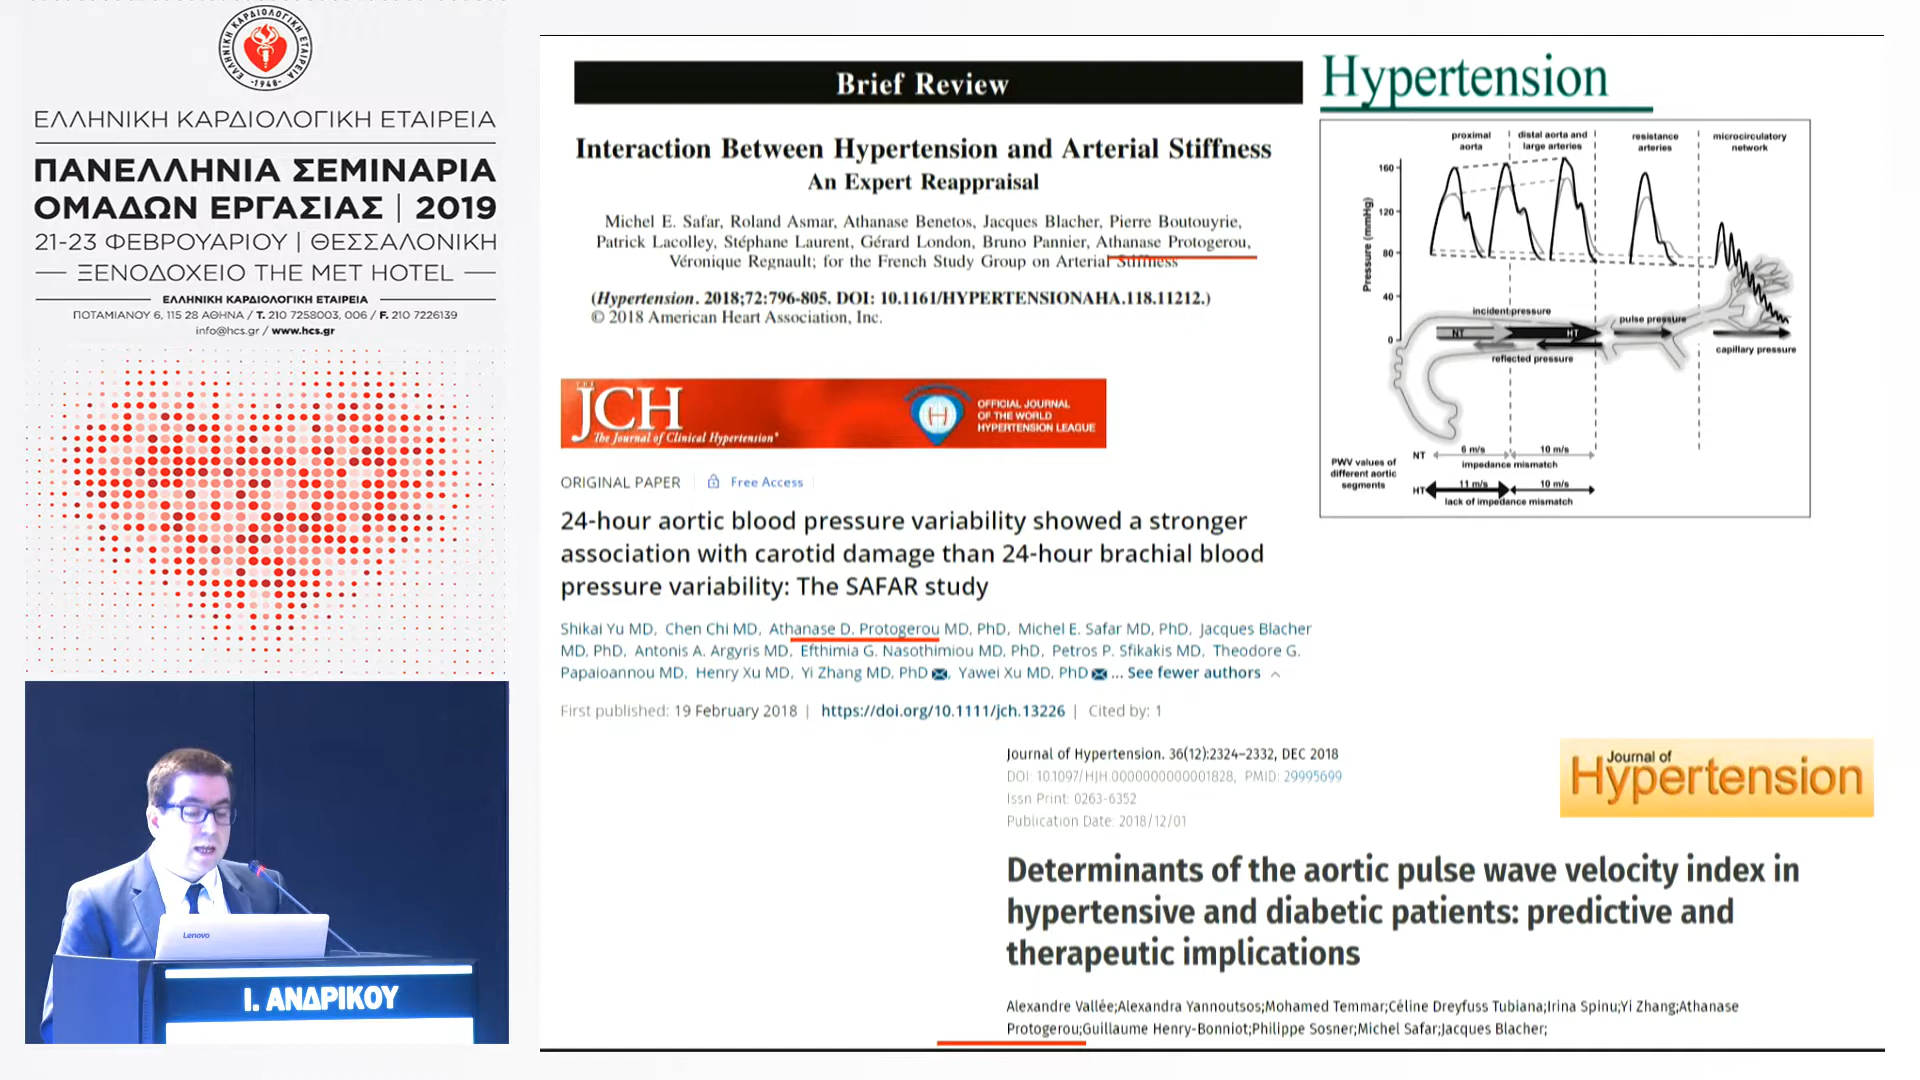 ΕΛΛΗΝΙΚΗ ΚΑΡΔΙΟΛΟΓΙΚΗ ΕΤΑΙΡΕΙΑ
-1948-
ΕΛΛΗΝΙΚΗ ΚΑΡΔΙΟΛΟΓΙΚΗ ΕΤΑΙΡΕΙΑ
ΠΑΝΕΛΛΗΝΙΑ ΣΕΜΙΝΑΡΙΑ
ΟΜΑΔΩΝ ΕΡΓΑΣΙΑΣ | 2019
21-23 ΦΕΒΡΟΥΑΡΙΟΥ | ΘΕΣΣΑΛΟΝΙΚΗ
ΞΕΝΟΔΟΧΕΙΟ THE MET HOTEL
ΕΛΛΗΝΙΚΗ ΚΑΡΔΙΟΛΟΓΙΚΗ ΕΤΑΙΡΕΙΑ
ΠΟΤΑΜΙΑΝΟΥ 6, 115 28 ΑΘΗΝΑ / T. 210 7258003, 006 / F. 210 7226139
info@hcs.gr / www.hcs.gr
Lenovo
Ι. ΑΝΔΡΙΚΟΥ
Brief Review
Interaction Between Hypertension and Arterial Stiffness
An Expert Reappraisal
Michel E. Safar, Roland Asmar, Athanase Benetos, Jacques Blacher, Pierre Boutouyrie,
Patrick Lacolley, Stéphane Laurent, Gérard London, Bruno Pannier, Athanase Protogerou,
Véronique Regnault; for the French Study Group on Arterial Stiffness
(Hypertension. 2018;72:796-805. DOI: 10.1161/HYPERTENSIONAHA.118.11212.)
© 2018 American Heart Association, Inc.
Hypertension
proximal
aorta
distal aorta and
large arteries
resistance
arteries
microcirculatory
network
Pressure (mmHg)
160
120
80
40
0
incident pressure
NT
HT
pulse pressure
reflected pressure
capillary pressure
PWV values of
different aortic
segments
NT
6 m/s
10 m/s
impedance mismatch
HT
11 m/s
10 m/s
lack of impedance mismatch
THE
JCH
The Journal of Clinical Hypertension
H
OFFICIAL JOURNAL
OF THE WORLD
HYPERTENSION LEAGUE
ORIGINAL PAPER
Free Access
24-hour aortic blood pressure variability showed a stronger
association with carotid damage than 24-hour brachial blood
pressure variability: The SAFAR study
Shikai Yu MD, Chen Chi MD, Athanase D. Protogerou MD, PhD, Michel E. Safar MD, PhD, Jacques Blacher
MD, PhD, Antonis A. Argyris MD, Efthimia G. Nasothimiou MD, PhD, Petros P. Sfikakis MD, Theodore G.
Papaioannou MD, Henry Xu MD, Yi Zhang MD, PhD, Yawei Xu MD, PhD ... See fewer authors
First published: 19 February 2018 | https://doi.org/10.1111/jch.13226 | Cited by: 1
Journal of Hypertension. 36(12):2324–2332, DEC 2018
DOI: 10.1097/HJH.0000000000001828, PMID: 29995699
Issn Print: 0263-6352
Publication Date: 2018/12/01
Journal of
Hypertension
Determinants of the aortic pulse wave velocity index in
hypertensive and diabetic patients: predictive and
therapeutic implications
Alexandre Vallée;Alexandra Yannoutsos;Mohamed Temmar;Céline Dreyfuss Tubiana;Irina Spinu;Yi Zhang;Athanase
Protogerou;Guillaume Henry-Bonniot;Philippe Sosner;Michel Safar;Jacques Blacher;